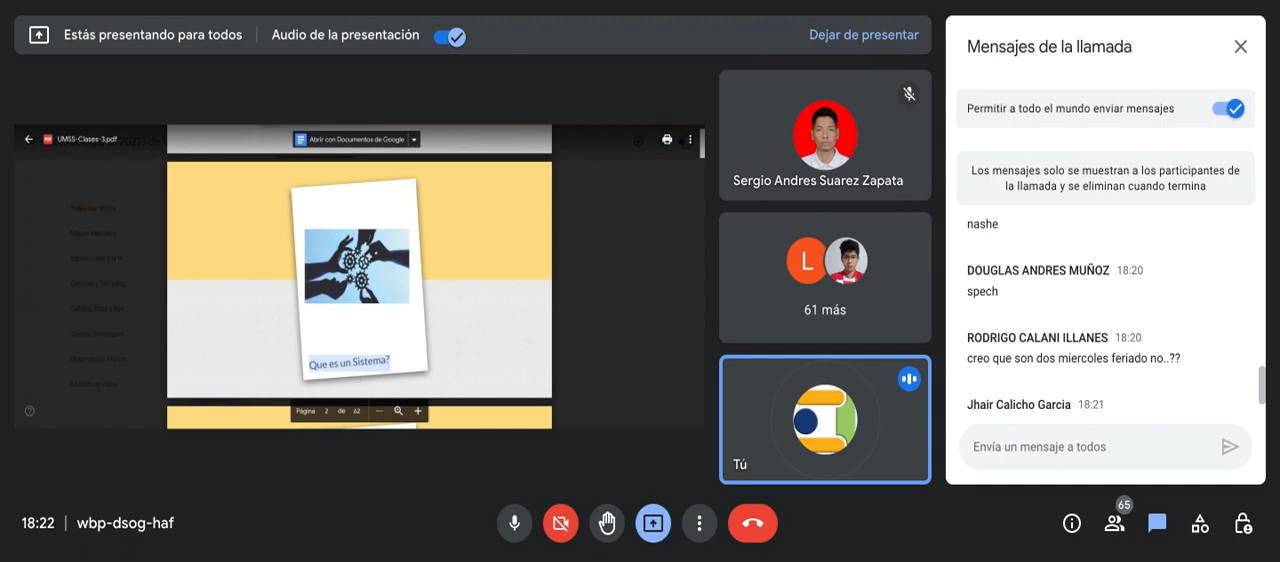 Estás presentando para todos
Audio de la presentación
Dejar de presentar
UMSS-Clases-3.pdf
Abrir con Documentos de Google
Que es un Sistema?
Página 2 de 62
Sergio Andres Suarez Zapata
L
61 más
Tú
Mensajes de la llamada
Permitir a todo el mundo enviar mensajes
Los mensajes solo se muestran a los participantes de
la llamada y se eliminan cuando termina
nashe
DOUGLAS ANDRES MUÑOZ 18:20
spech
RODRIGO CALANI ILLANES 18:20
creo que son dos miercoles feriado no..??
Jhair Calicho Garcia 18:21
Envía un mensaje a todos
18:22 | wbp-dsog-haf
65